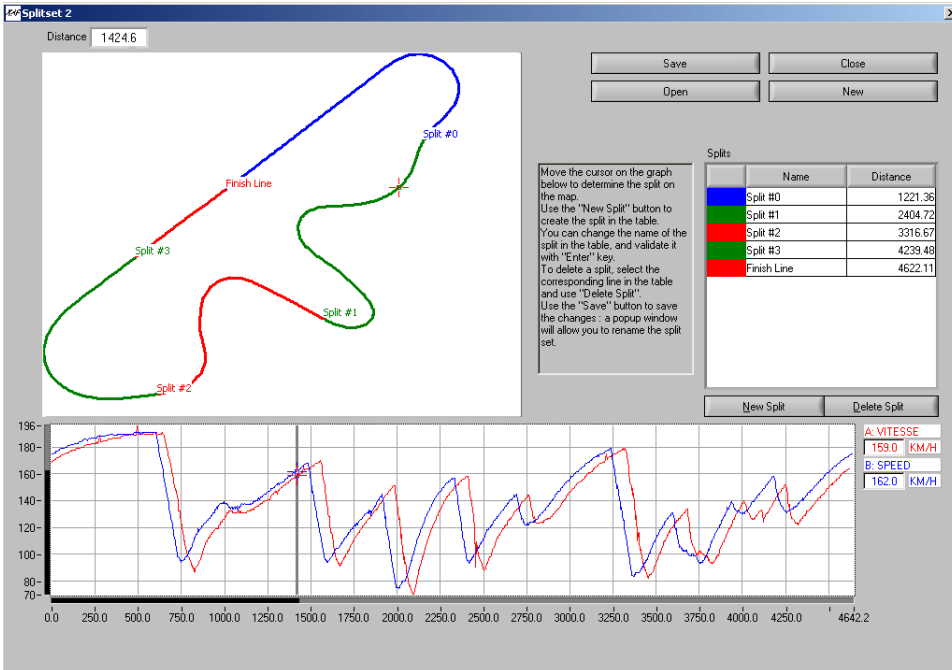 Splitset 2
Distance 1424.6
Save
Close
Open
New
Split #0
Finish Line
Split #3
Split #1
Split #2
Move the cursor on the graph
below to determine the split on
the map.
Use the "New Split" button to
create the split in the table.
You can change the name of the
split in the table, and validate it
with "Enter" key.
To delete a split, select the
corresponding line in the table
and use "Delete Split".
Use the "Save" button to save
the changes : a popup window
will allow you to rename the split
set.
Splits
Name Distance
Split #0 1221.36
Split #1 2404.72
Split #2 3316.67
Split #3 4239.48
Finish Line 4622.11
New Split
Delete Split
196-
180-
160-
140-
120-
100-
80-
70-
0.0 250.0 500.0 750.0 1000.0 1250.0 1500.0 1750.0 2000.0 2250.0 2500.0 2750.0 3000.0 3250.0 3500.0 3750.0 4000.0 4250.0 4642.2
A: VITESSE
159.0 KM/H
B: SPEED
162.0 KM/H